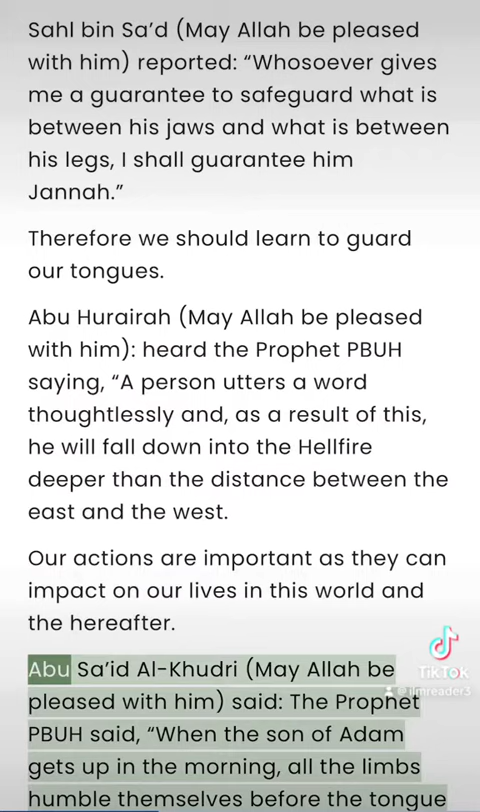 Sahl bin Sa’d (May Allah be pleased
with him) reported: “Whosoever gives
me a guarantee to safeguard what is
between his jaws and what is between
his legs, I shall guarantee him
Jannah.”
Therefore we should learn to guard
our tongues.
Abu Hurairah (May Allah be pleased
with him): heard the Prophet PBUH
saying, “A person utters a word
thoughtlessly and, as a result of this,
he will fall down into the Hellfire
deeper than the distance between the
east and the west.
Our actions are important as they can
impact on our lives in this world and
the hereafter.
Abu Sa’id Al-Khudri (May Allah be
pleased with him) said: The Prophet
PBUH said, “When the son of Adam
gets up in the morning, all the limbs
humble themselves before the tongue
TikTok
@ilmreader3